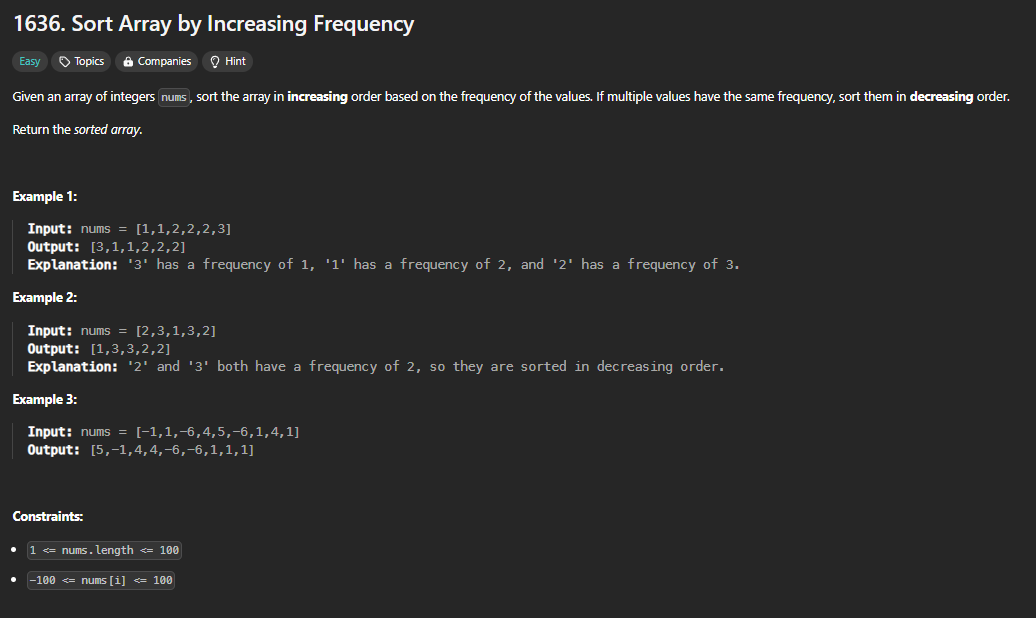 1636. Sort Array by Increasing Frequency
Easy Topics Companies Hint
Given an array of integers nums, sort the array in increasing order based on the frequency of the values. If multiple values have the same frequency, sort them in decreasing order.
Return the sorted array.
Example 1:
Input: nums = [1,1,2,2,2,3]
Output: [3,1,1,2,2,2]
Explanation: '3' has a frequency of 1, '1' has a frequency of 2, and '2' has a frequency of 3.
Example 2:
Input: nums = [2,3,1,3,2]
Output: [1,3,3,2,2]
Explanation: '2' and '3' both have a frequency of 2, so they are sorted in decreasing order.
Example 3:
Input: nums = [-1,1,-6,4,5,-6,1,4,1]
Output: [5,-1,4,4,-6,-6,1,1,1]
Constraints:
• 1 <= nums.length <= 100
• -100 <= nums[i] <= 100